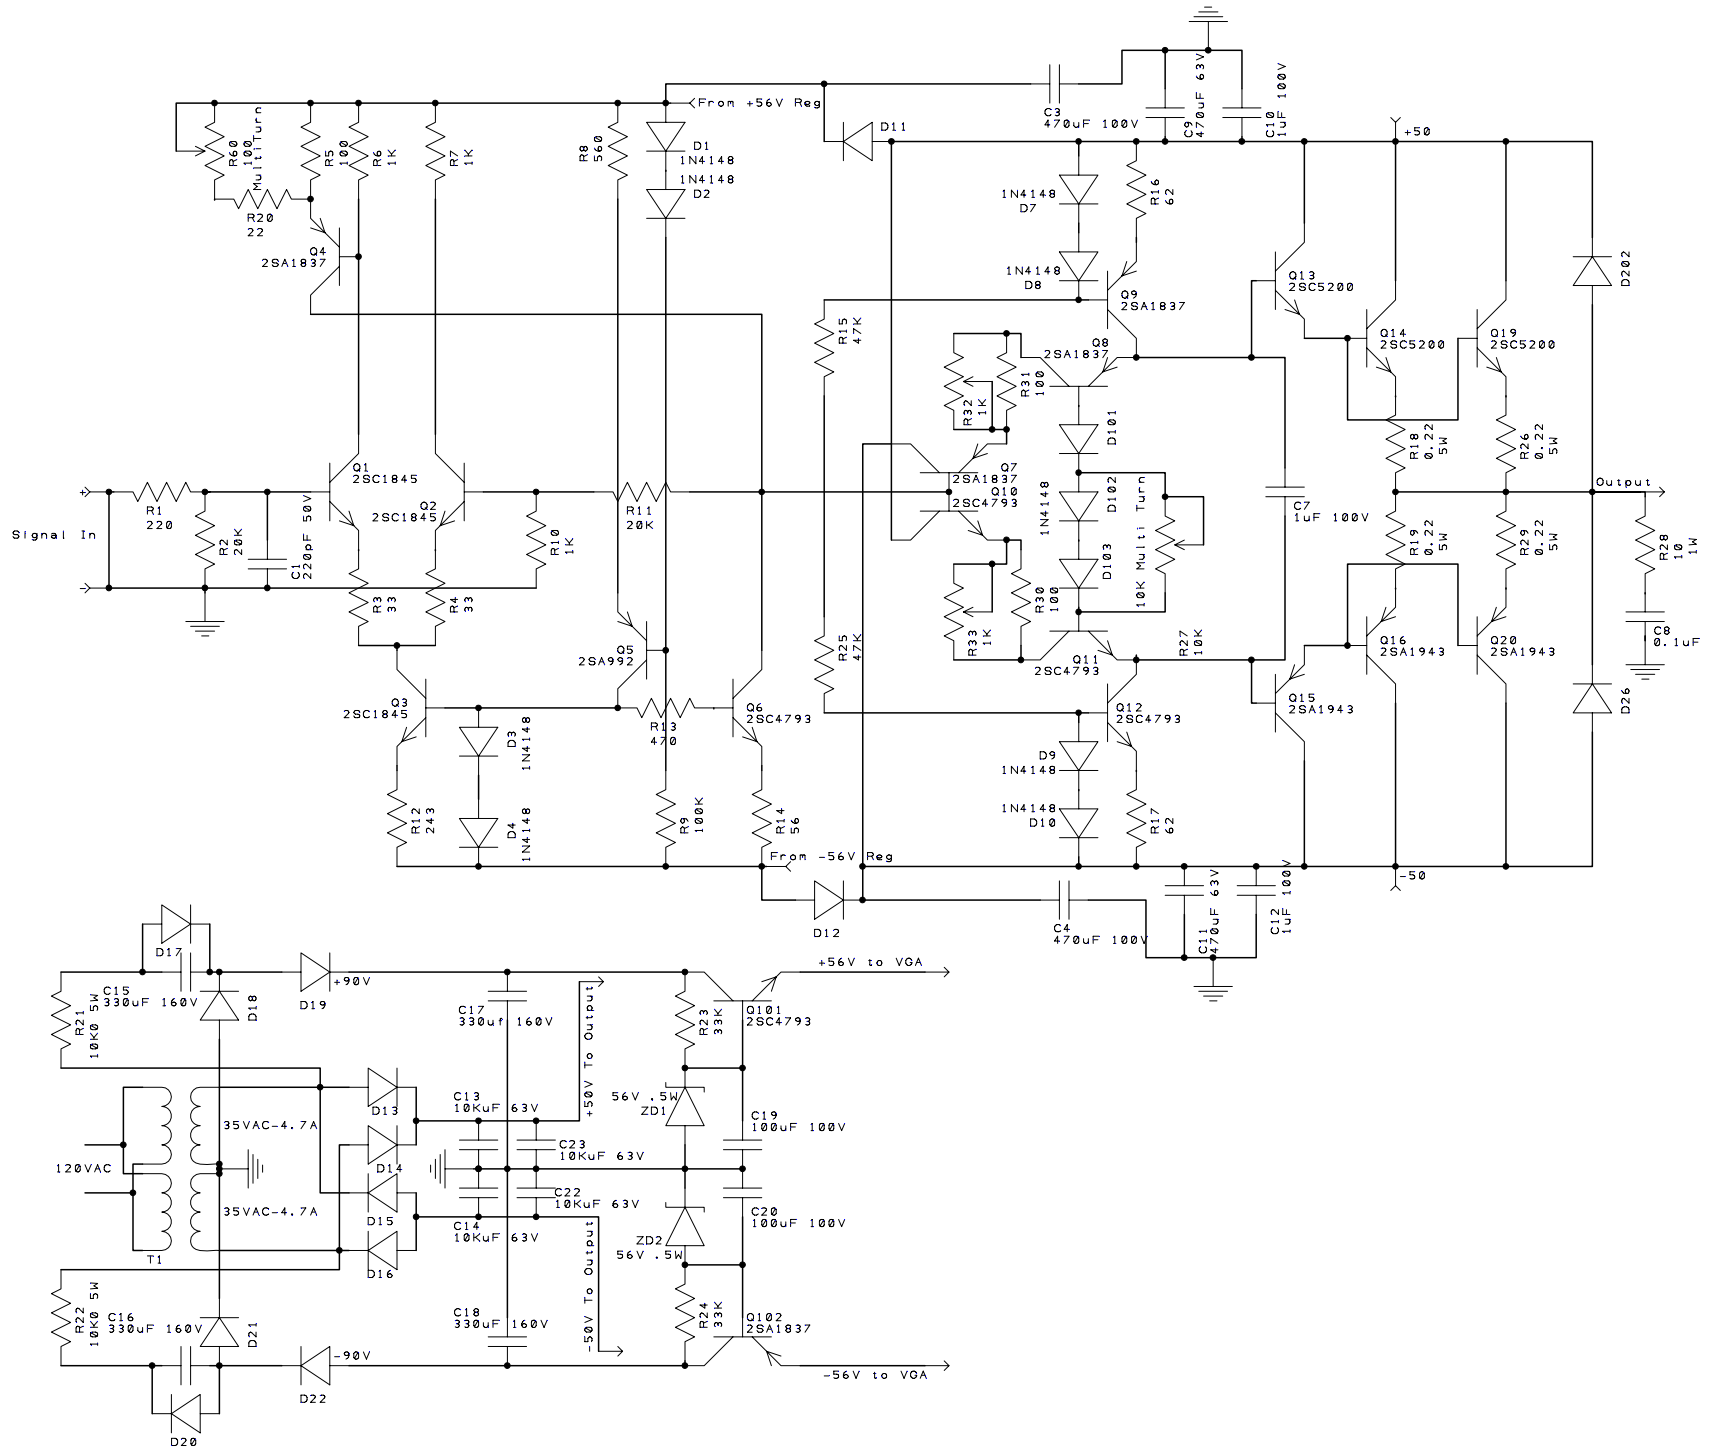 From +56V Reg
C3
470uF 100V
C9
470uF 63V
C10
1uF 100V
+50
D11
R60
100
MultiTurn
R5
100
R6
1K
R7
1K
R8
560
D1
1N4148
1N4148
D2
R20
22
Q4
2SA1837
1N4148
D7
R16
62
1N4148
D8
Q9
2SA1837
Q13
2SC5200
D202
R15
47K
Q8
2SA1837
Q14
2SC5200
Q19
2SC5200
R32
1K
R31
100
D101
R18
0.22
5W
R26
0.22
5W
Q1
2SC1845
Q2
2SC1845
Q7
2SA1837
Q10
2SC4793
1N4148
D102
10K Multi Turn
C7
1uF 100V
Output
+
R1
220
R11
20K
Signal In
R2
20K
C1
220pF 50V
R10
1K
R19
0.22
5W
R29
0.22
5W
R28
10
1W
D103
-
R3
33
R4
33
R33
1K
R30
100
C8
0.1uF
Q5
2SA992
R25
47K
Q11
2SC4793
R27
10K
Q16
2SA1943
Q20
2SA1943
Q3
2SC1845
R13
470
Q6
2SC4793
Q12
2SC4793
Q15
2SA1943
D26
D3
1N4148
D9
1N4148
R12
243
D4
1N4148
R9
100K
R14
56
1N4148
D10
R17
62
From -56V Reg
-50
D12
C4
470uF 100V
C11
470uF 63V
C12
1uF 100V
D17
C15
330uF 160V
D18
D19
+90V
+56V to VGA
R21
10K0 5W
C17
330uf 160V
+50V To Output
R23
33K
Q101
2SC4793
D13
C13
10KuF 63V
56V .5W
ZD1
C19
100uF 100V
35VAC-4.7A
D14
C23
10KuF 63V
120VAC
D15
C22
10KuF 63V
35VAC-4.7A
C14
10KuF 63V
C20
100uF 100V
ZD2
56V .5W
T1
D16
-50V To Output
R22
10K0 5W
C16
330uF 160V
D21
C18
330uF 160V
R24
33K
Q102
2SA1837
-90V
D22
-56V to VGA
D20